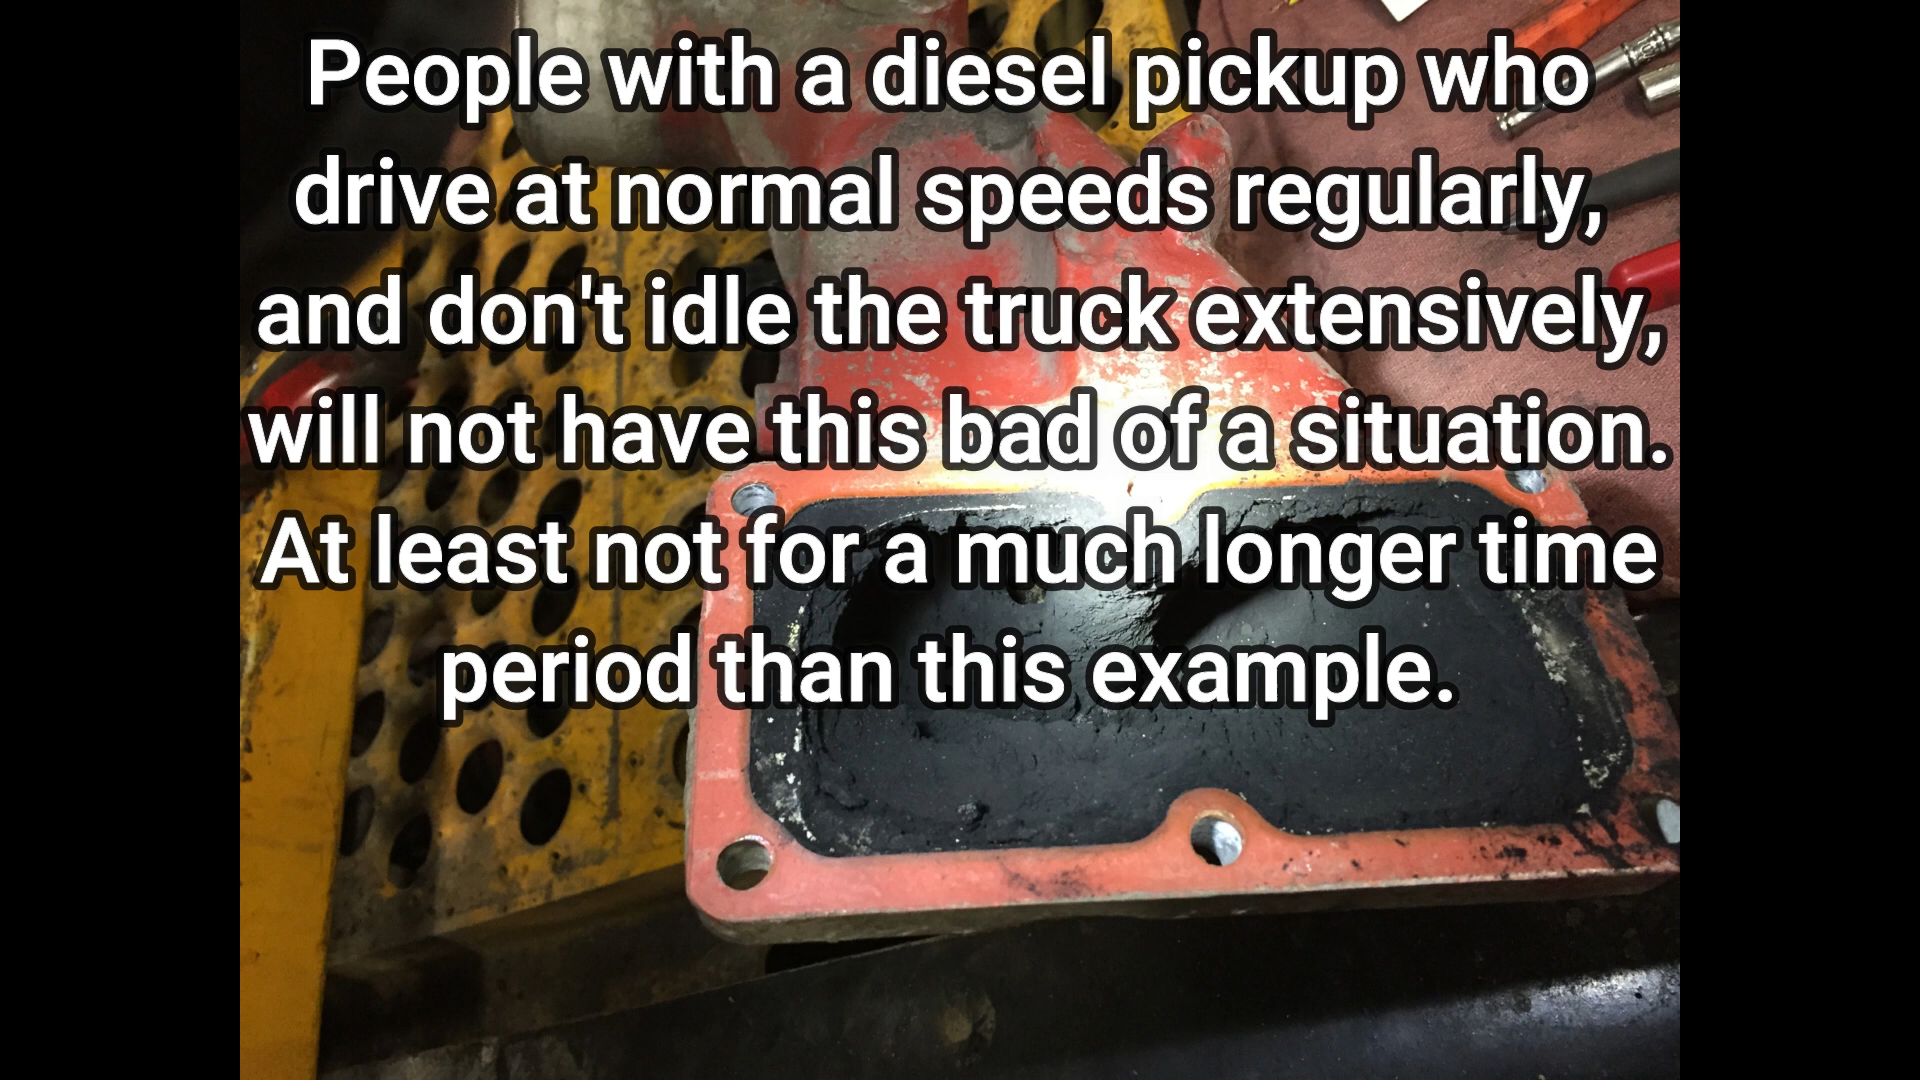 People with a diesel pickup who
drive at normal speeds regularly,
and don't idle the truck extensively,
will not have this bad of a situation.
At least not for a much longer time
period than this example.